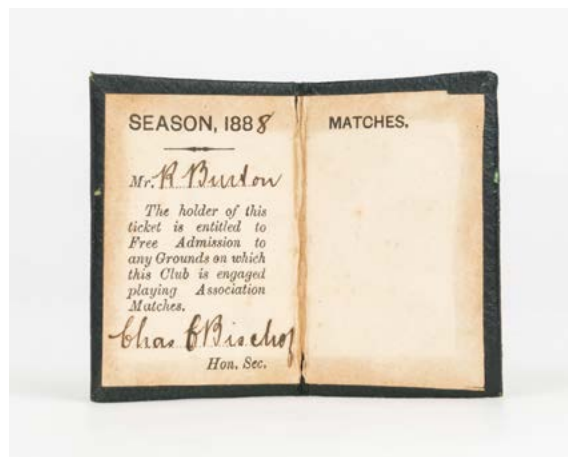 SEASON, 1888
Mr. R Burton
The holder of this
ticket is entitled to
Free Admission to
any Grounds on which
this Club is engaged
playing Association
Matches.
Chas C Bischof
Hon. Sec.
MATCHES.